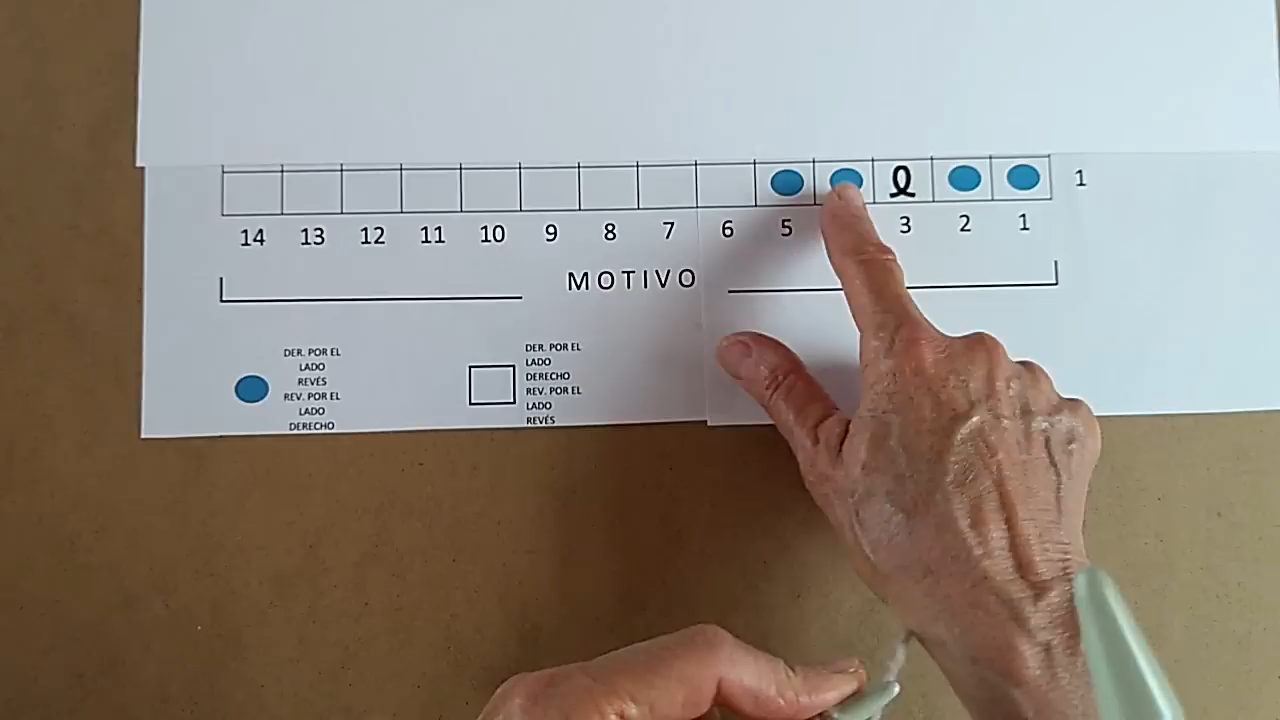 1
14 13 12 11 10 9 8 7 6 5 3 2 1
MOTIVO
DER. POR EL
LADO
REVÉS
REV. POR EL
LADO
DERECHO
DER. POR EL
LADO
DERECHO
REV. POR EL
LADO
REVÉS